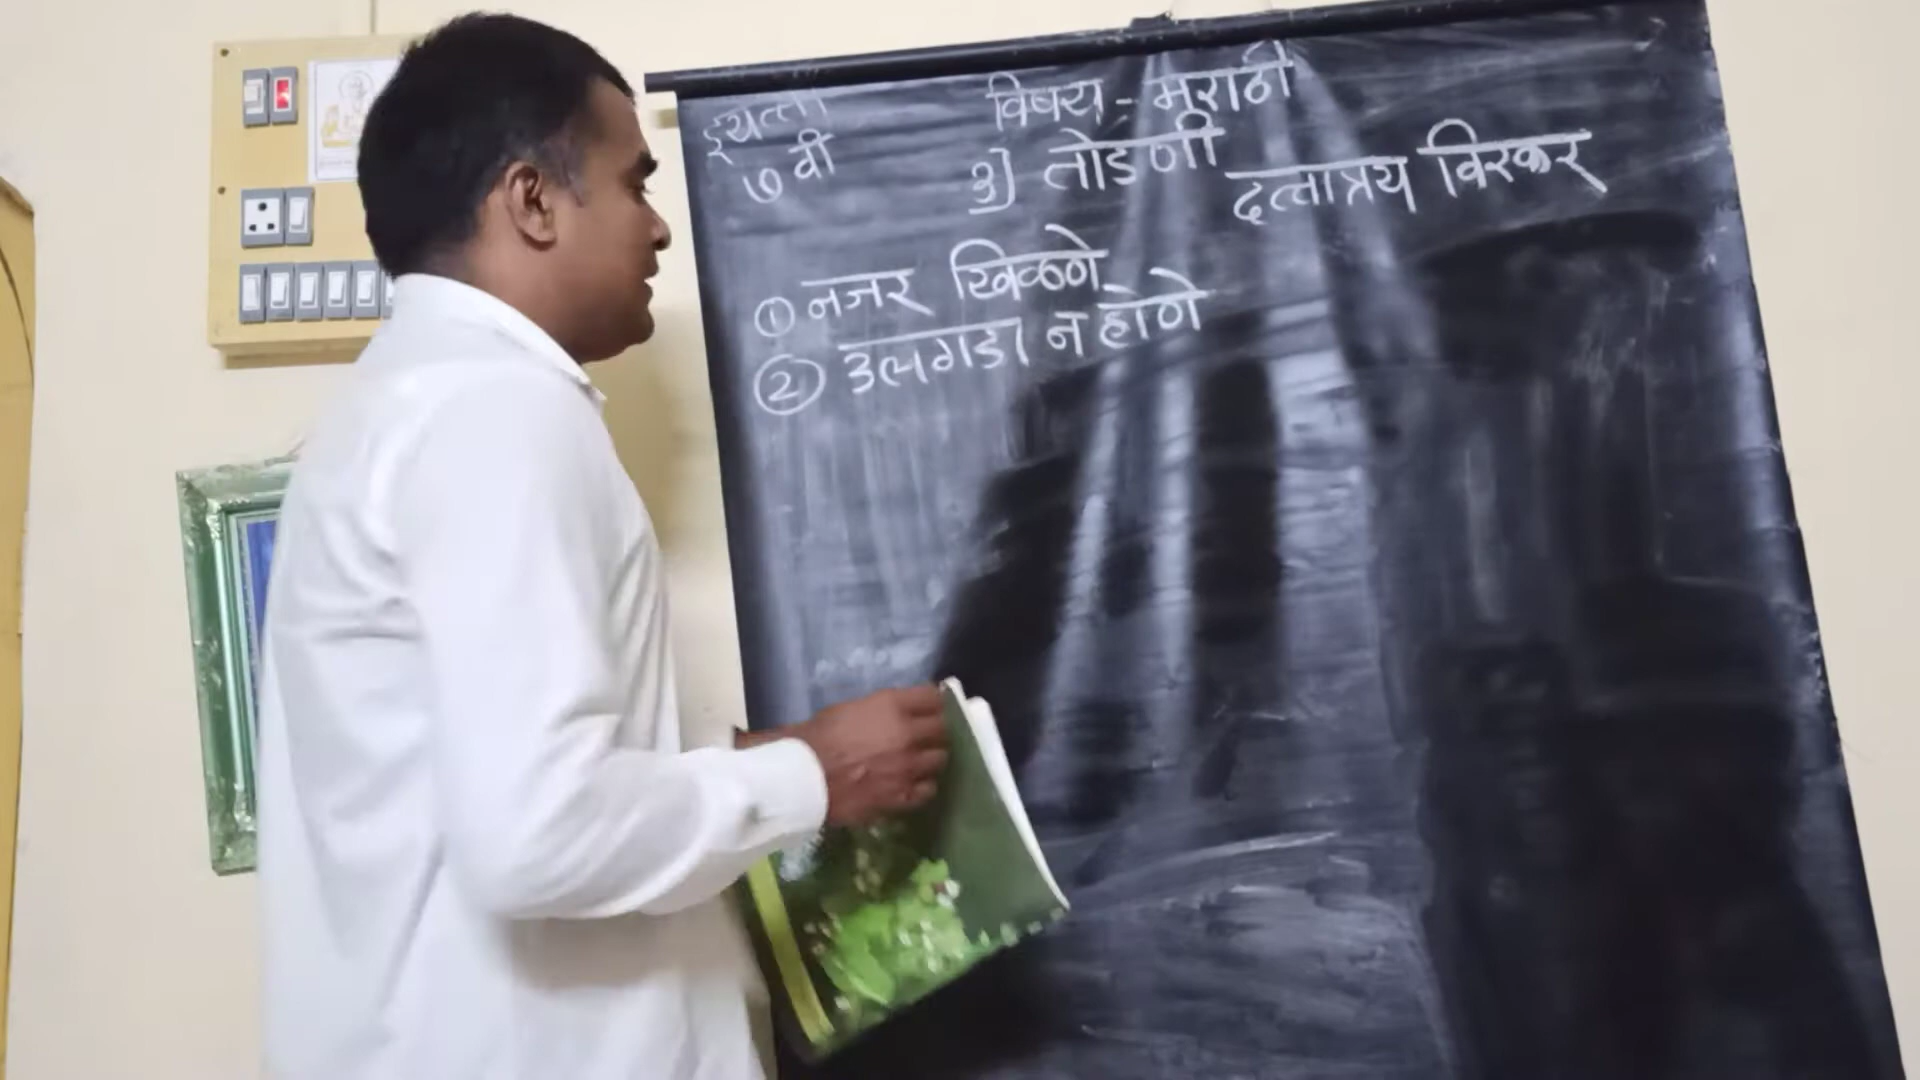 इयत्ता
७ वी
विषय - मराठी
३] तोडणी
दत्तात्रय विरकर
① नजर खिळणे
② उलगडा न होणे